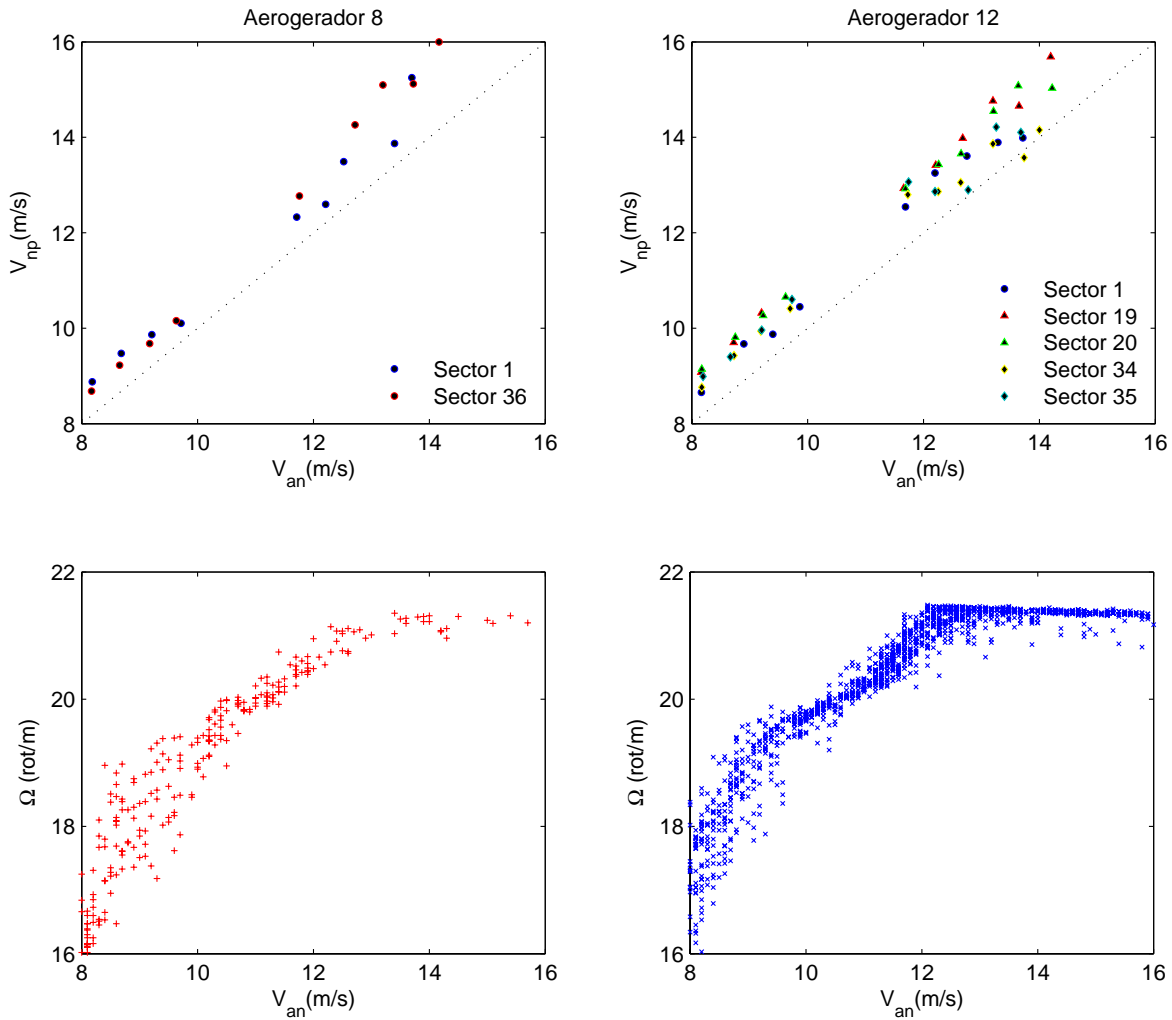 Aerogerador 8
16
14
12
10
8
V_np(m/s)
Sector 1
Sector 36
8 10 12 14 16
V_an(m/s)
Aerogerador 12
16
14
12
10
8
V_np(m/s)
Sector 1
Sector 19
Sector 20
Sector 34
Sector 35
8 10 12 14 16
V_an(m/s)
22
20
18
16
Ω (rot/m)
8 10 12 14 16
V_an(m/s)
22
20
18
16
Ω (rot/m)
8 10 12 14 16
V_an(m/s)